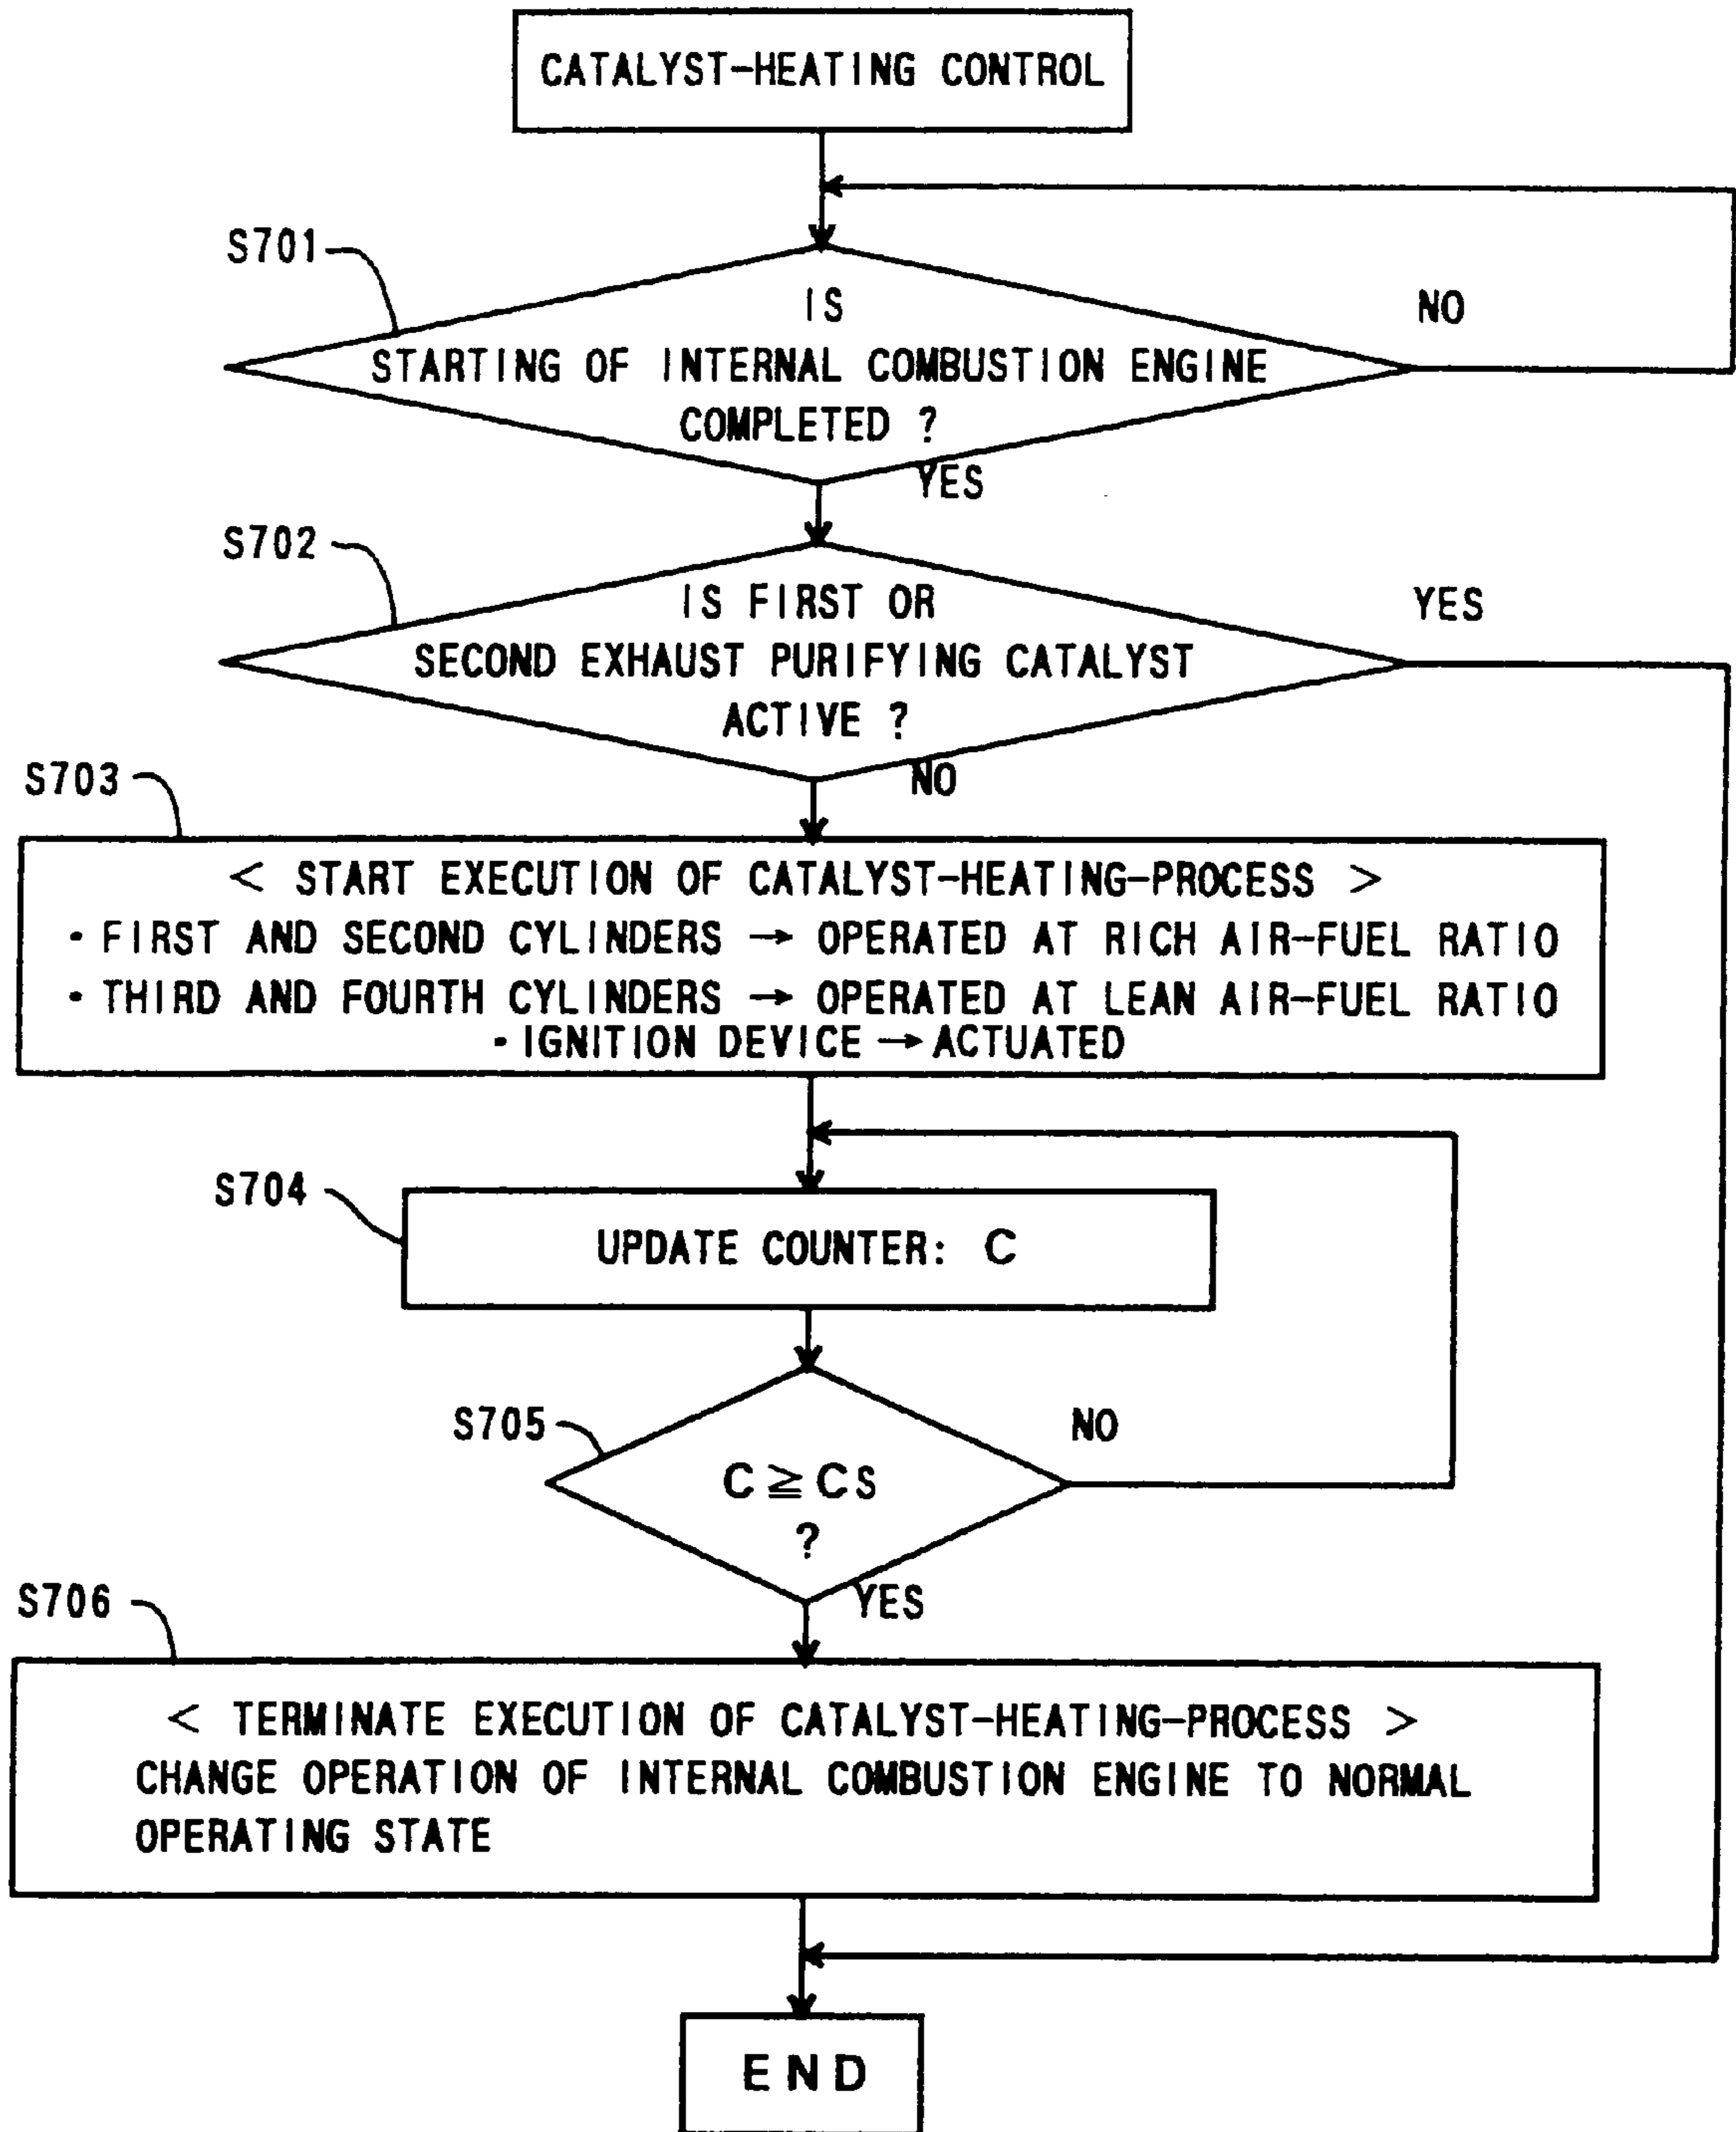 CATALYST-HEATING CONTROL
S701
IS
NO
STARTING OF INTERNAL COMBUSTION ENGINE
COMPLETED ?
YES
S702
IS FIRST OR
YES
SECOND EXHAUST PURIFYING CATALYST
ACTIVE ?
NO
S703
< START EXECUTION OF CATALYST-HEATING-PROCESS >
・FIRST AND SECOND CYLINDERS → OPERATED AT RICH AIR-FUEL RATIO
・THIRD AND FOURTH CYLINDERS → OPERATED AT LEAN AIR-FUEL RATIO
・IGNITION DEVICE → ACTUATED
S704
UPDATE COUNTER: C
S705
NO
C ≧ CS
?
YES
S706
< TERMINATE EXECUTION OF CATALYST-HEATING-PROCESS >
CHANGE OPERATION OF INTERNAL COMBUSTION ENGINE TO NORMAL
OPERATING STATE
END